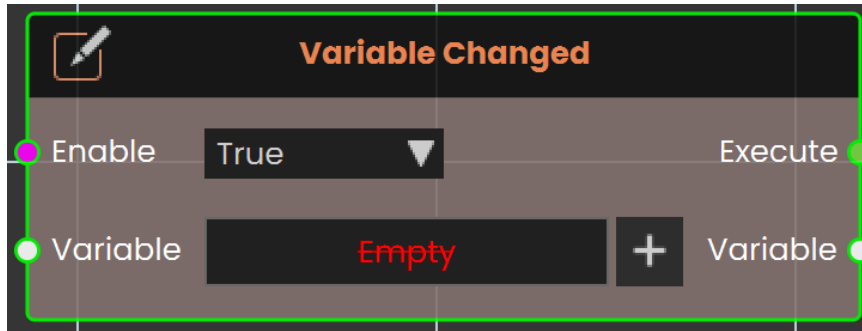 Variable Changed
Enable True Execute
Variable Empty + Variable